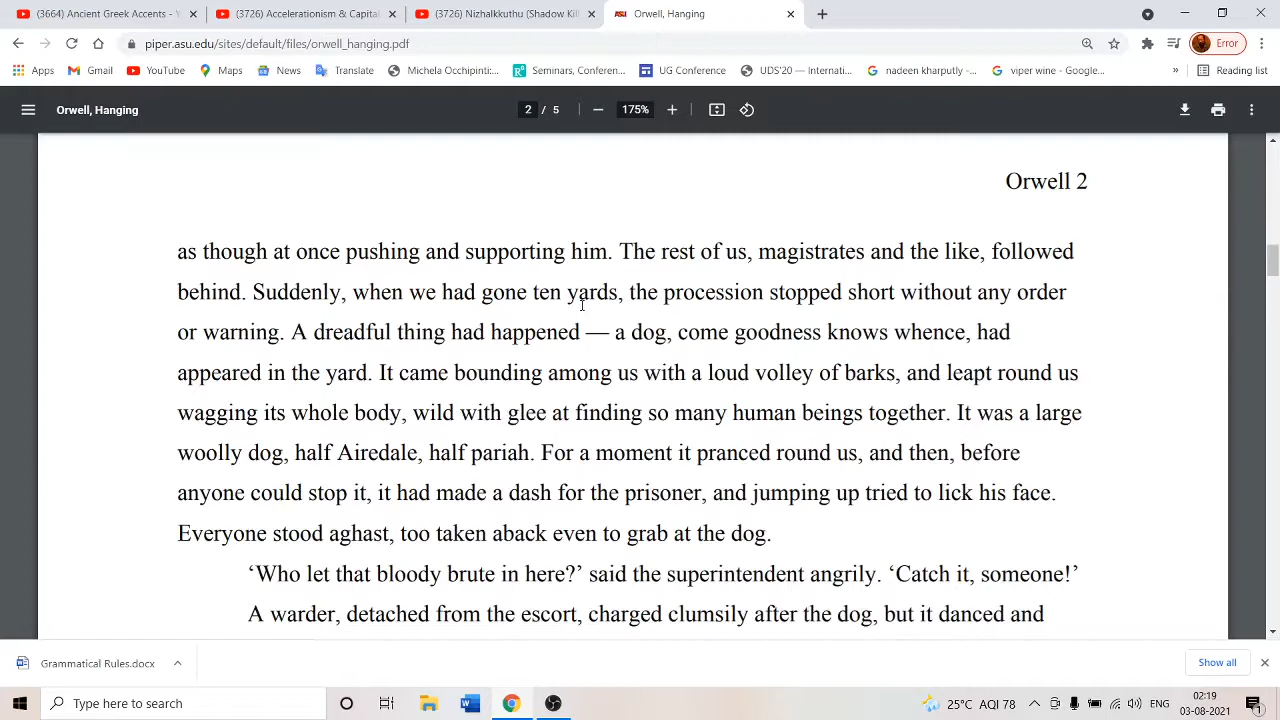 (3664) Ancient Greek Accents - Y
(3726) Accelerationism & Capital
(3726) Nizhalkkuthu (Shadow Kill
Orwell, Hanging
piper.asu.edu/sites/default/files/orwell_hanging.pdf
Error
Apps Gmail YouTube Maps News Translate Michela Occhipinti:... Seminars, Conferen... UG Conference UDS'20 — Internati... nadeen kharputly -... viper wine - Google... » Reading list
Orwell, Hanging
2 / 5
175%
Orwell 2
as though at once pushing and supporting him. The rest of us, magistrates and the like, followed
behind. Suddenly, when we had gone ten yards, the procession stopped short without any order
or warning. A dreadful thing had happened — a dog, come goodness knows whence, had
appeared in the yard. It came bounding among us with a loud volley of barks, and leapt round us
wagging its whole body, wild with glee at finding so many human beings together. It was a large
woolly dog, half Airedale, half pariah. For a moment it pranced round us, and then, before
anyone could stop it, it had made a dash for the prisoner, and jumping up tried to lick his face.
Everyone stood aghast, too taken aback even to grab at the dog.
‘Who let that bloody brute in here?’ said the superintendent angrily. ‘Catch it, someone!’
A warder, detached from the escort, charged clumsily after the dog, but it danced and
Grammatical Rules.docx
Show all
Type here to search
25°C AQI 78
ENG
02:19
03-08-2021